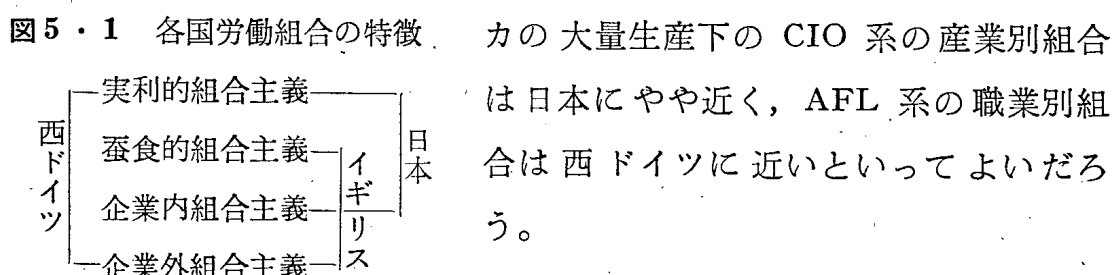 図5・1 各国労働組合の特徴
西ドイツ
実利的組合主義
蚕食的組合主義
企業内組合主義
企業外組合主義
イギリス
日本
カの大量生産下の CIO 系の産業別組合
は日本にやや近く，AFL 系の職業別組
合は西ドイツに近いといってよいだろ
う。